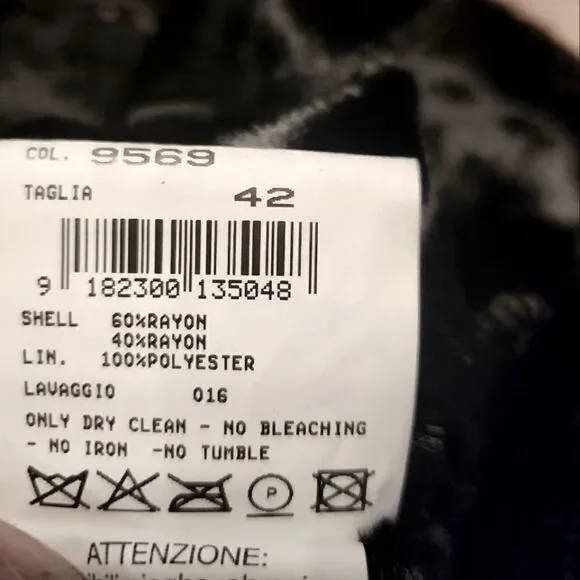 COL. 9569
TAGLIA 42
9 182300 135048
SHELL 60%RAYON
40%RAYON
LIN. 100%POLYESTER
LAVAGGIO 016
ONLY DRY CLEAN - NO BLEACHING
- NO IRON -NO TUMBLE
P
ATTENZIONE: